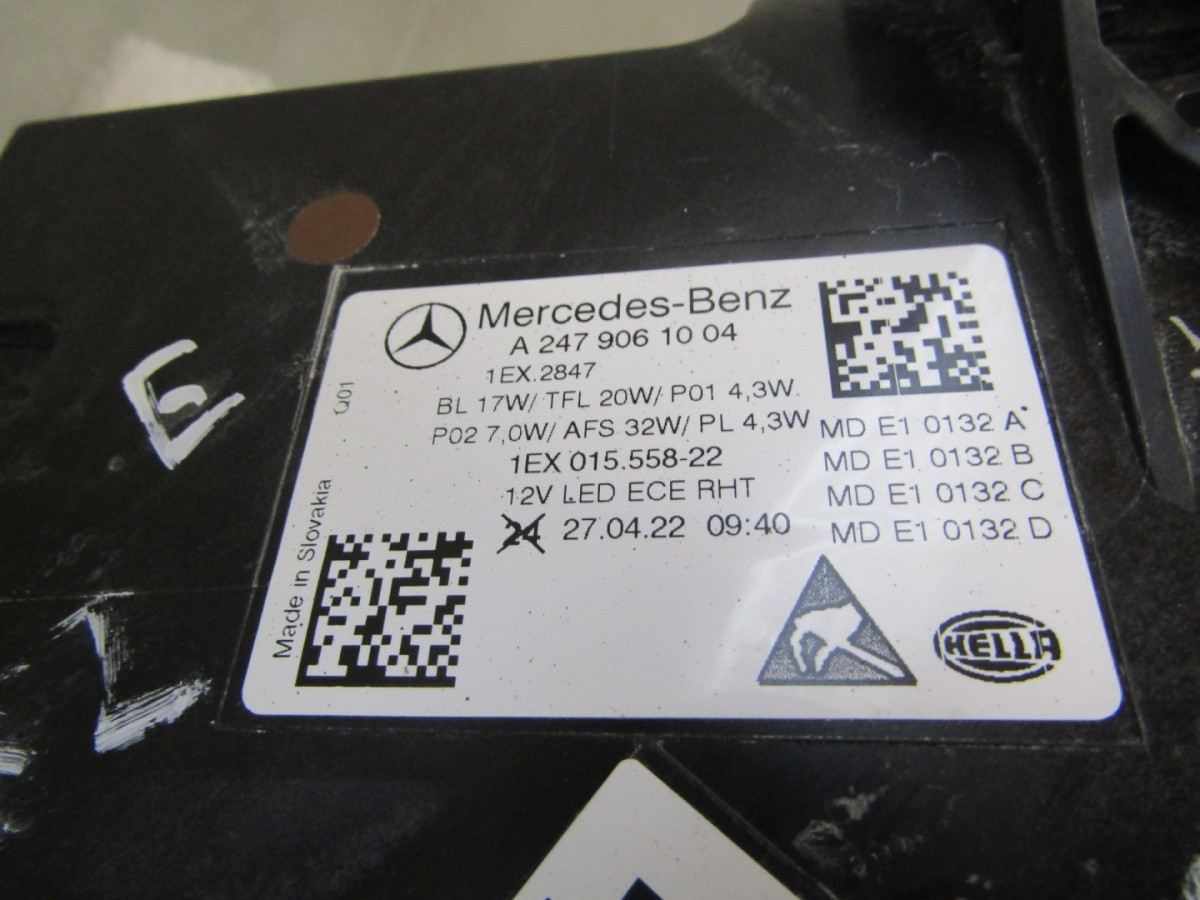 Mercedes-Benz
A 247 906 10 04
1EX.2847
BL 17W/ TFL 20W/ P01 4,3W
P02 7,0W/ AFS 32W/ PL 4,3W
1EX 015.558-22
12V LED ECE RHT
24 27.04.22 09:40
MD E1 0132 A
MD E1 0132 B
MD E1 0132 C
MD E1 0132 D
Made in Slovakia
HELLA
E